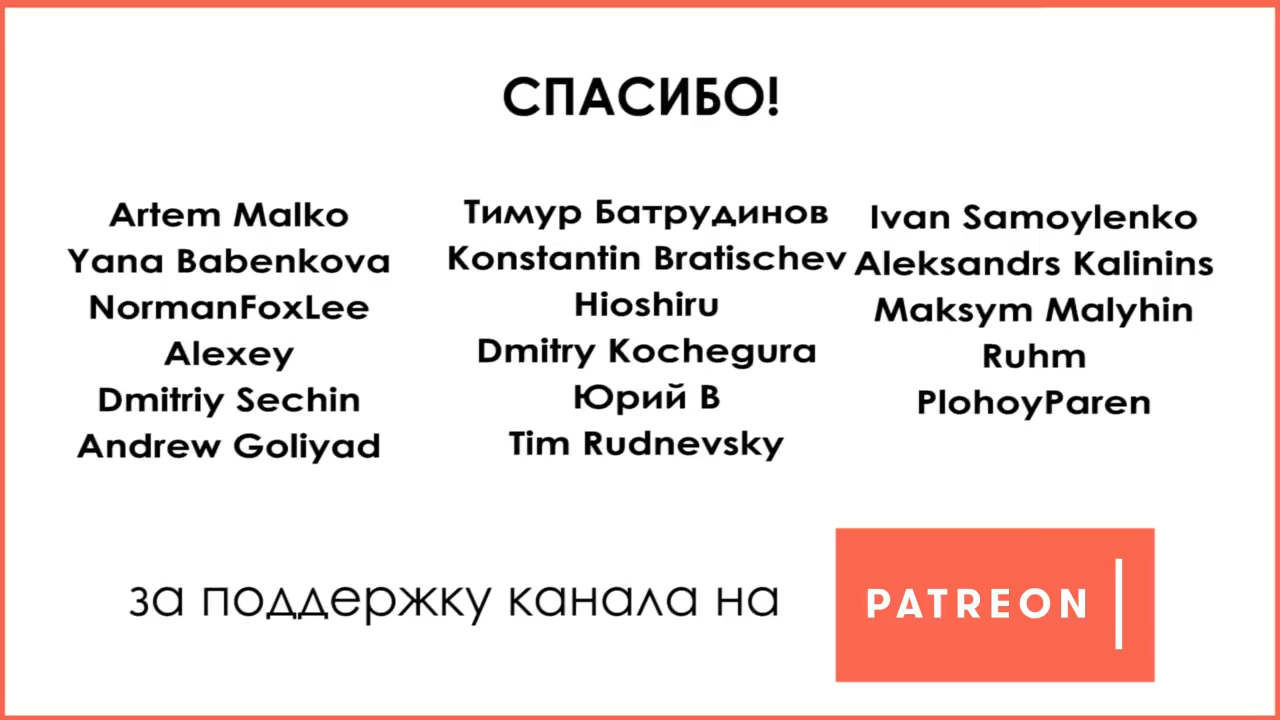 СПАСИБО!
Artem Malko
Yana Babenkova
NormanFoxLee
Alexey
Dmitriy Sechin
Andrew Goliyad
Тимур Батрудинов
Konstantin Bratischev
Hioshiru
Dmitry Kochegura
Юрий В
Tim Rudnevsky
Ivan Samoylenko
Aleksandrs Kalinins
Maksym Malyhin
Ruhm
PlohoyParen
за поддержку канала на
PATREON